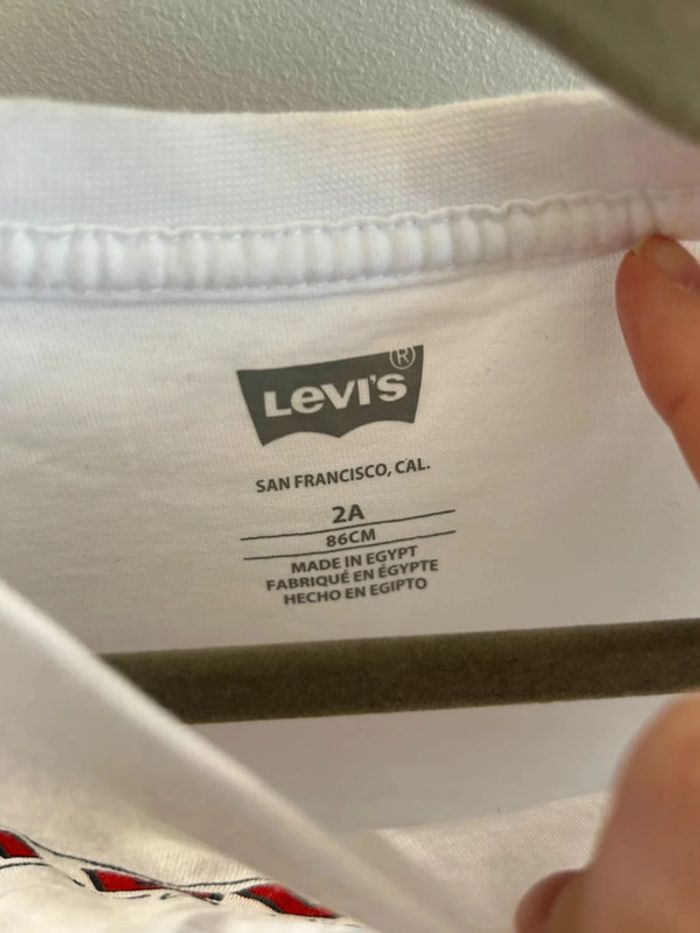 Levi's®
SAN FRANCISCO, CAL.
2A
86CM
MADE IN EGYPT
FABRIQUÉ EN ÉGYPTE
HECHO EN EGIPTO